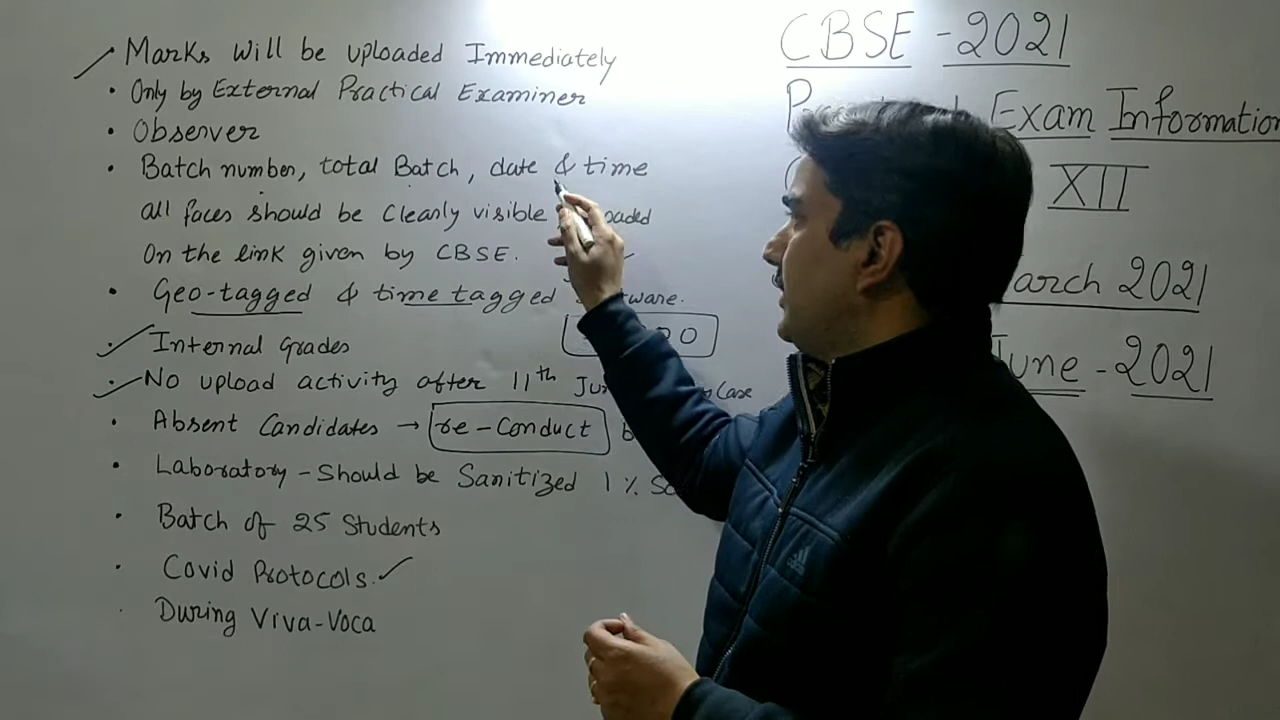 Marks Will be uploaded Immediately
Only by External Practical Examiner
Observer
Batch number, total Batch, date & time
all faces should be Clearly visible
On the link given by CBSE.
Geo-tagged & time tagged
Internal Grades
No upload activity after 11th
Absent Candidates → re-Conduct
Laboratory - Should be Sanitized 1 %
Batch of 25 Students
Covid Protocols.
During Viva-Voca
CBSE - 2021
Exam Information
XII
2021
June - 2021